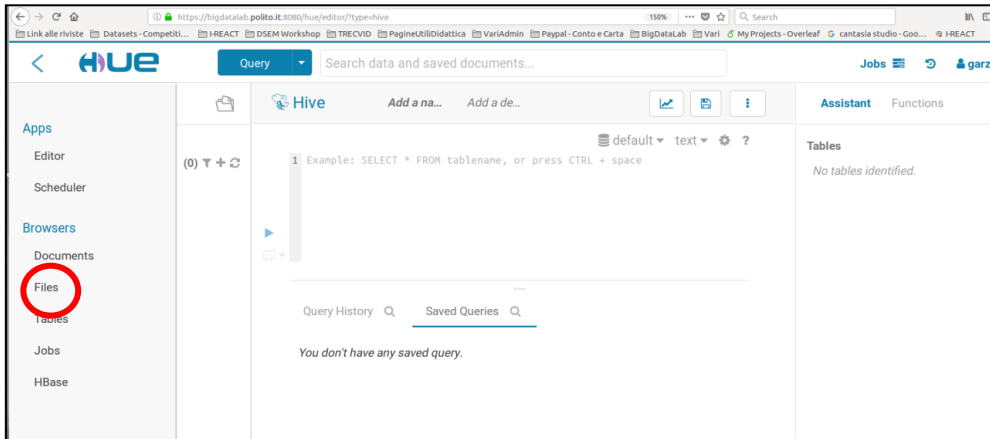 https://bigdatalab.polito.it:8080/hue/editor/?type=hive 150% Search
Link alle riviste Datasets - Competiti... I-REACT DSEM Workshop TRECVID PagineUtiliDidattica VariAdmin Paypal - Conto e Carta BigDataLab Vari MyProjects - Overleaf G cantasia studio - Goo... I-REACT
HUE Query Search data and saved documents... Jobs garz
Hive Add a na... Add a de... Assistant Functions
Apps
default text ?
Tables
Editor
(0)
1 Example: SELECT * FROM tablename, or press CTRL + space
No tables identified.
Scheduler
Browsers
Documents
Files
Tables
Query History Saved Queries
Jobs
You don't have any saved query.
HBase